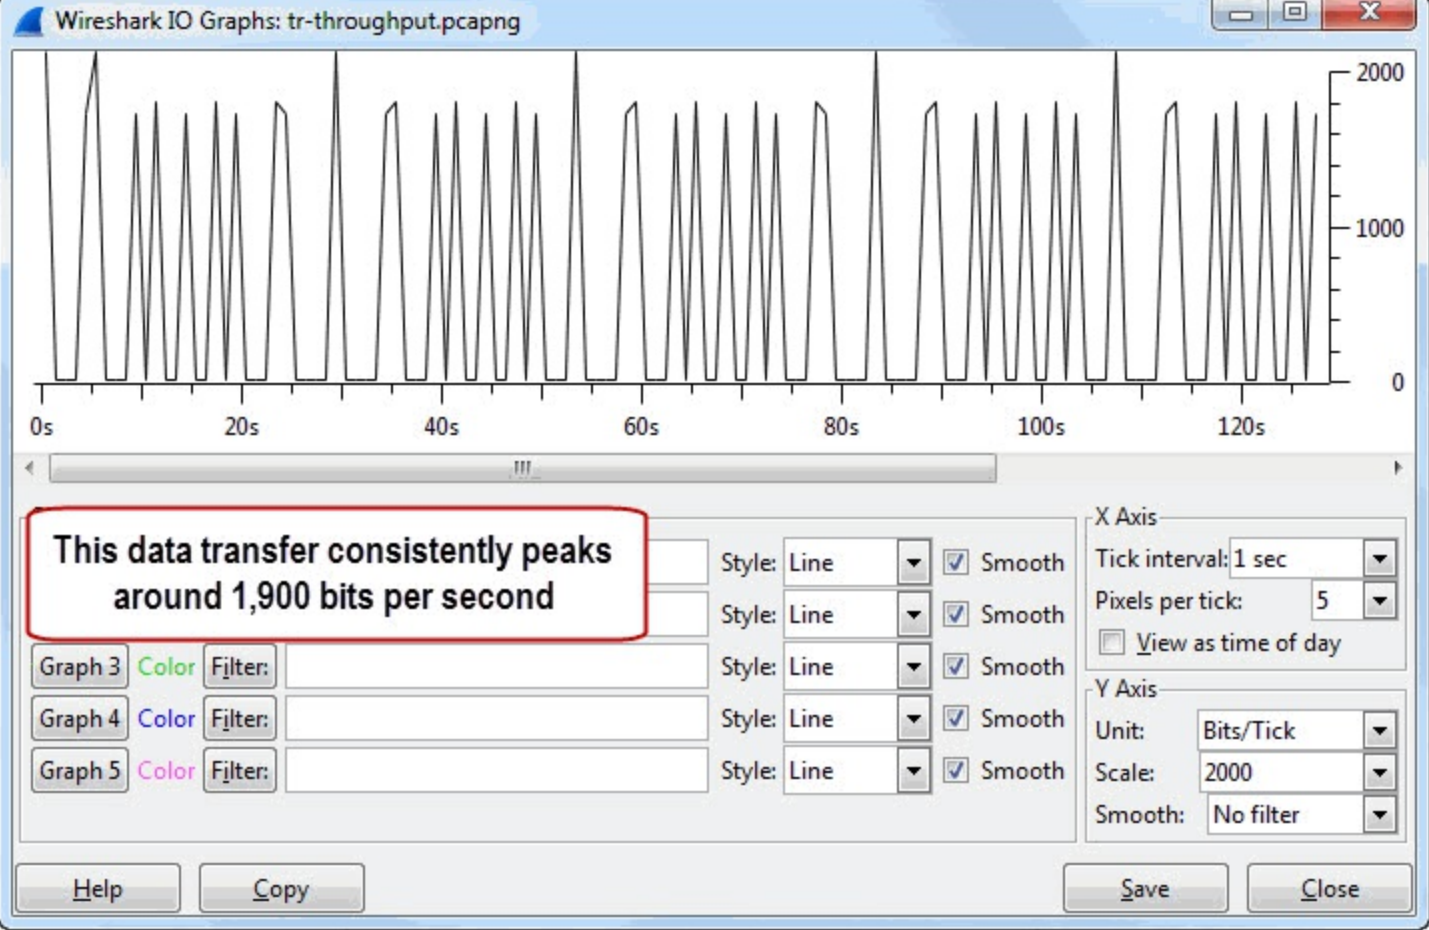 Wireshark IO Graphs: tr-throughput.pcapng
2000
1000
0
0s 20s 40s 60s 80s 100s 120s
This data transfer consistently peaks
around 1,900 bits per second
Style: Line Smooth
Style: Line Smooth
Graph 3 Color Filter: Style: Line Smooth
Graph 4 Color Filter: Style: Line Smooth
Graph 5 Color Filter: Style: Line Smooth
X Axis
Tick interval: 1 sec
Pixels per tick: 5
View as time of day
Y Axis
Unit: Bits/Tick
Scale: 2000
Smooth: No filter
Help Copy Save Close